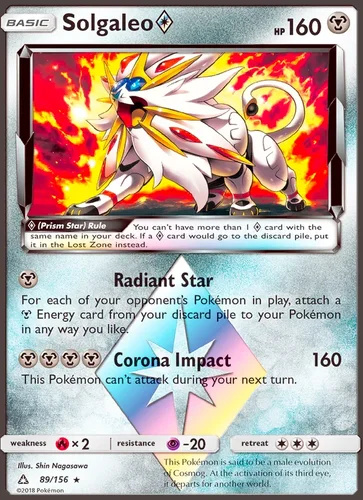 BASIC Solgaleo HP 160
(Prism Star) Rule You can't have more than 1 card with the
same name in your deck. If a card would go to the discard pile, put
it in the Lost Zone instead.
Radiant Star
For each of your opponent's Pokémon in play, attach a
Energy card from your discard pile to your Pokémon
in any way you like.
Corona Impact 160
This Pokémon can't attack during your next turn.
weakness ×2 resistance -20 retreat
Illus. Shin Nagasawa
89/156 ★
©2018 Pokémon
This Pokémon is said to be a male evolution
of Cosmog. At the activation of its third eye,
it departs for another world.